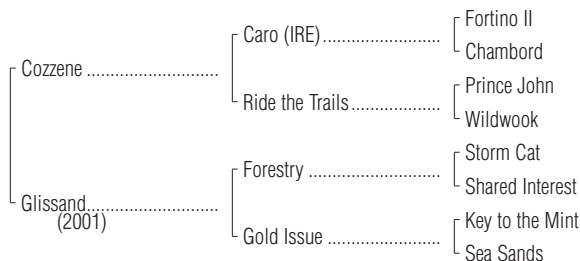 Fortino II
Caro (IRE)
Chambord
Cozzene
Prince John
Ride the Trails
Wildwook
Storm Cat
Forestry
Shared Interest
Glissand
(2001)
Key to the Mint
Gold Issue
Sea Sands